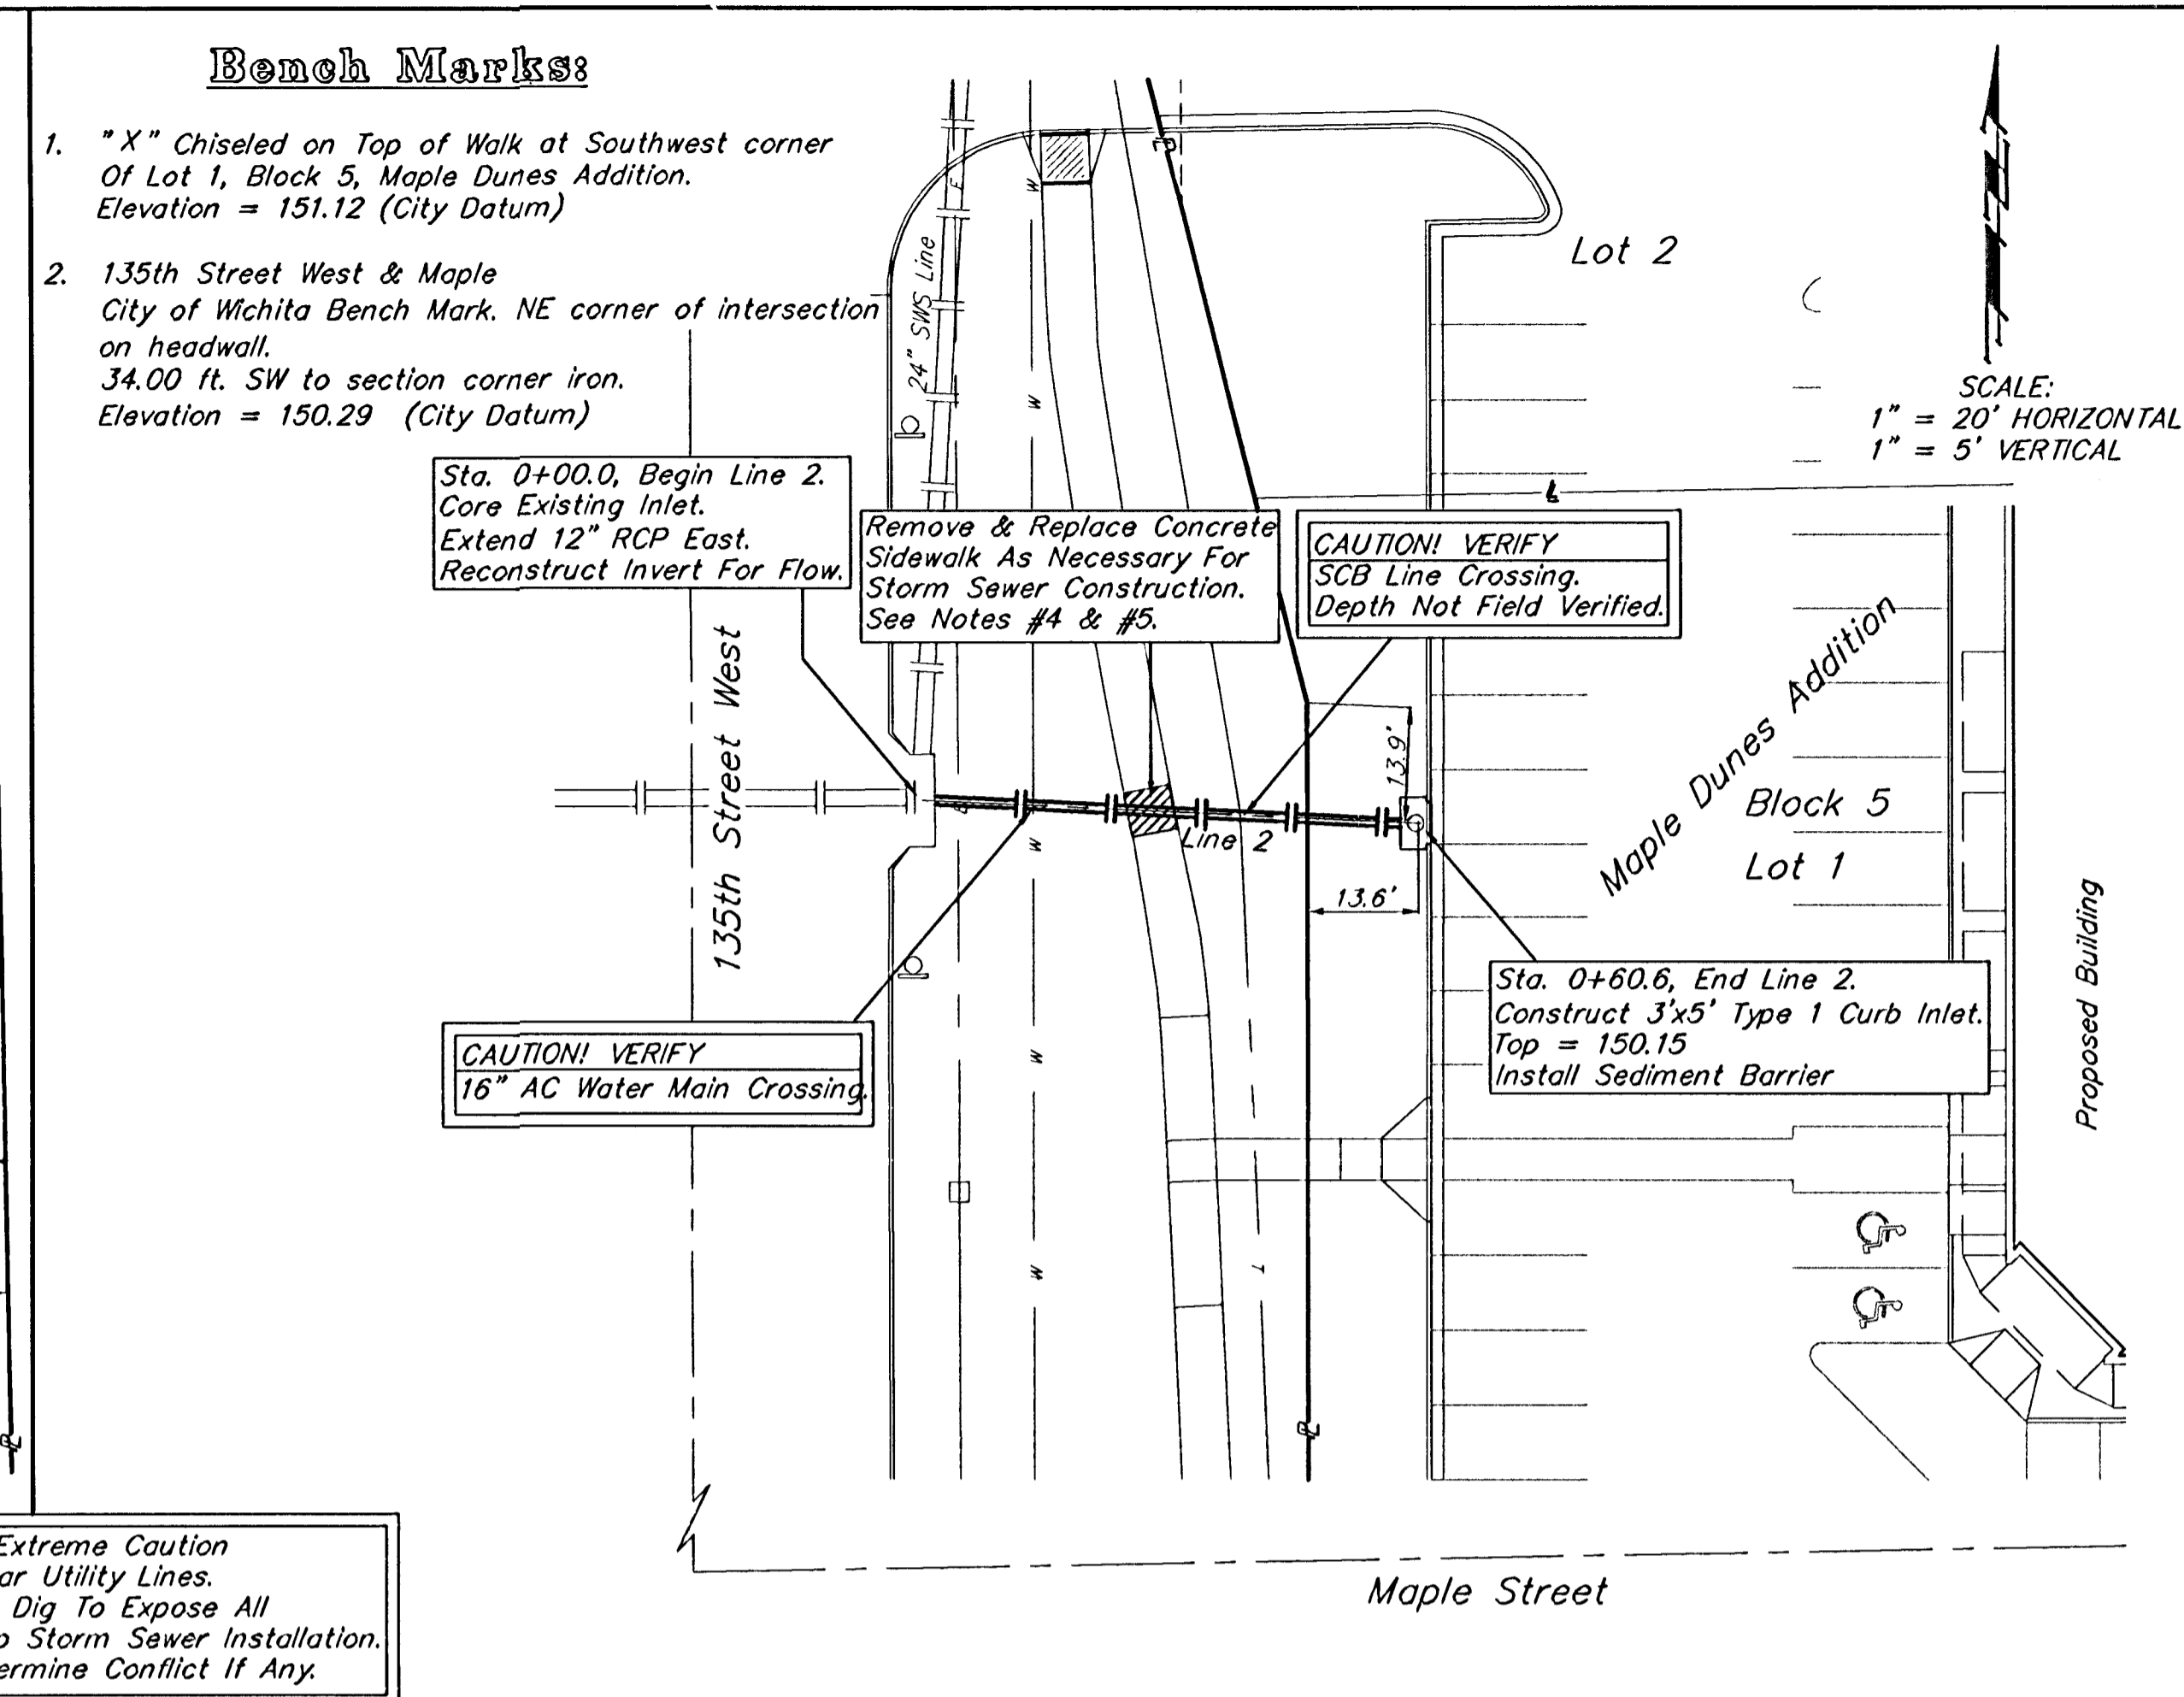 Bench Marks:
1. "X" Chiseled on Top of Walk at Southwest corner
Of Lot 1, Block 5, Maple Dunes Addition.
Elevation = 151.12 (City Datum)
2. 135th Street West & Maple
City of Wichita Bench Mark. NE corner of intersection
on headwall.
34.00 ft. SW to section corner iron.
Elevation = 150.29 (City Datum)
Lot 2
SCALE:
1" = 20' HORIZONTAL
1" = 5' VERTICAL
24" SWS Line
E
W
W
Sta. 0+00.0, Begin Line 2.
Core Existing Inlet.
Extend 12" RCP East.
Reconstruct Invert For Flow.
Remove & Replace Concrete
Sidewalk As Necessary For
Storm Sewer Construction.
See Notes #4 & #5.
CAUTION! VERIFY
SCB Line Crossing.
Depth Not Field Verified.
135th Street West
13.9'
Maple Dunes Addition
Block 5
Lot 1
Line 2
13.6'
W
Proposed Building
Sta. 0+60.6, End Line 2.
Construct 3'x5' Type 1 Curb Inlet.
Top = 150.15
Install Sediment Barrier
CAUTION! VERIFY
16" AC Water Main Crossing.
W
W
T
Maple Street
Extreme Caution
ar Utility Lines.
Dig To Expose All
o Storm Sewer Installation.
ermine Conflict If Any.